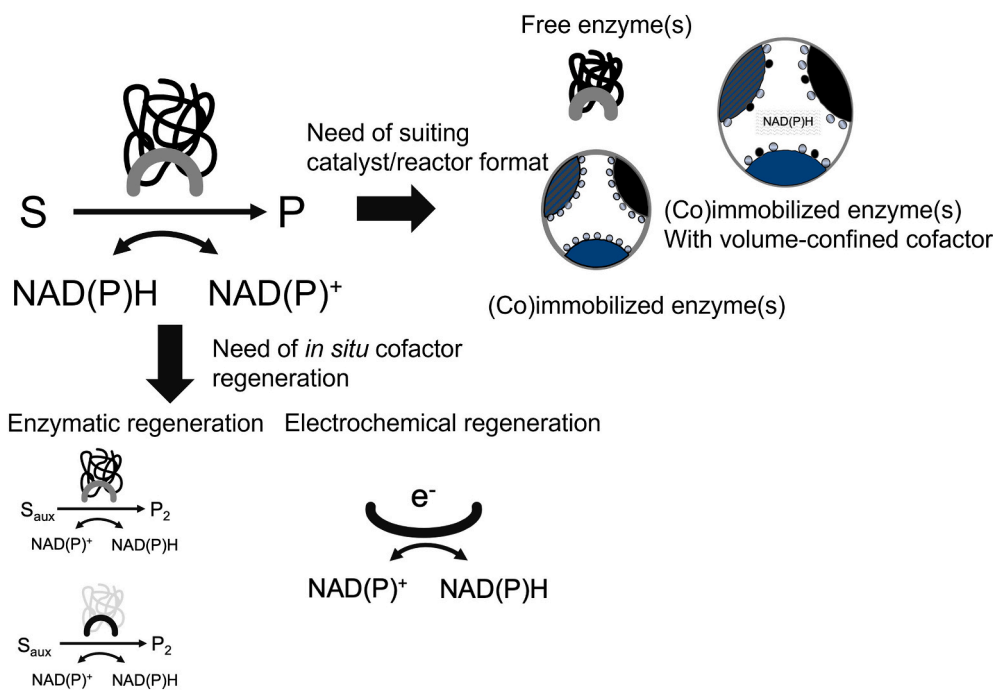 Free enzyme(s)
NAD(P)H
Need of suiting
catalyst/reactor format
S
P
(Co)immobilized enzyme(s)
With volume-confined cofactor
NAD(P)H
NAD(P)⁺
(Co)immobilized enzyme(s)
Need of in situ cofactor
regeneration
Enzymatic regeneration
Electrochemical regeneration
S_aux
P₂
NAD(P)⁺
NAD(P)H
e⁻
NAD(P)⁺
NAD(P)H
S_aux
P₂
NAD(P)⁺
NAD(P)H